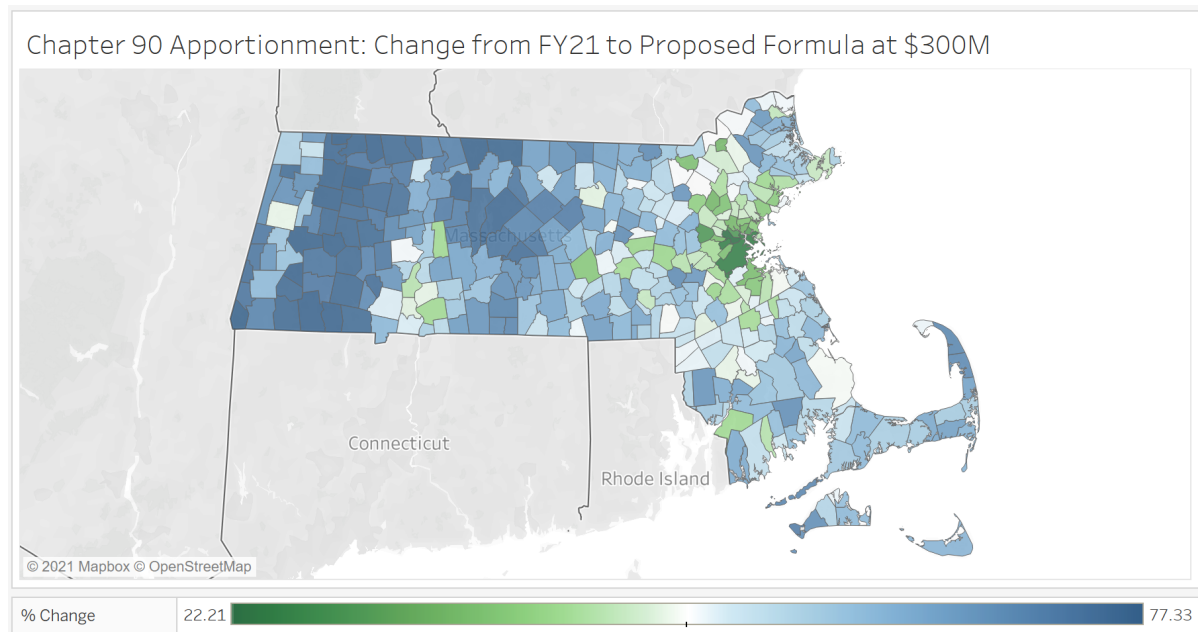 Chapter 90 Apportionment: Change from FY21 to Proposed Formula at $300M
Massachusetts
Connecticut
Rhode Island
© 2021 Mapbox © OpenStreetMap
% Change
22.21
77.33